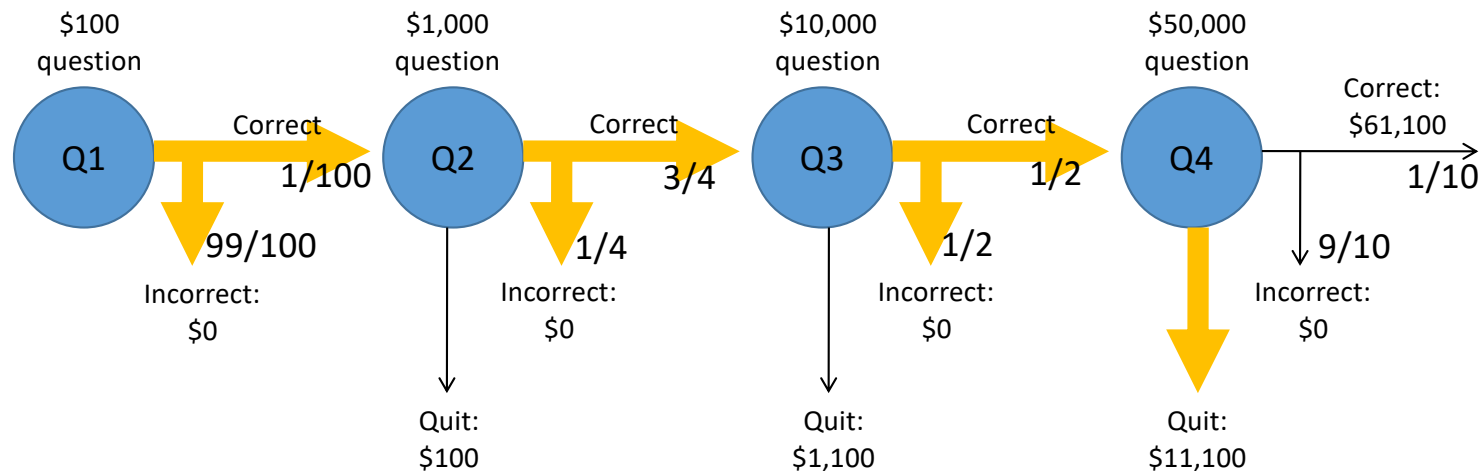 $100
question
$1,000
question
$10,000
question
$50,000
question
Q1
Correct
1/100
99/100
Incorrect:
$0
Q2
Correct
3/4
1/4
Incorrect:
$0
Quit:
$100
Q3
Correct
1/2
1/2
Incorrect:
$0
Quit:
$1,100
Q4
Correct:
$61,100
1/10
9/10
Incorrect:
$0
Quit:
$11,100